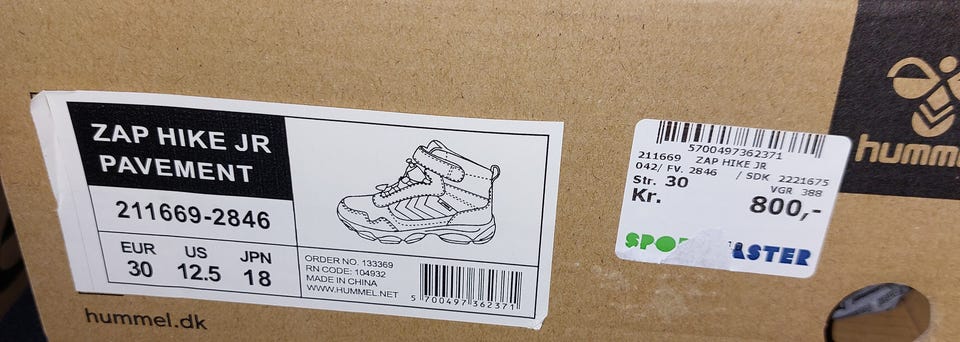 ZAP HIKE JR
PAVEMENT
211669-2846
EUR US JPN
30 12.5 18
ORDER NO. 133369
RN CODE: 104932
MADE IN CHINA
WWW.HUMMEL.NET
5 700497 362371
hummel.dk
5700497362371
211669 ZAP HIKE JR
042/ FV. 2846 / SDK 2221675
Str. 30 VGR 388
Kr. 800,-
SPO ASTER
humm